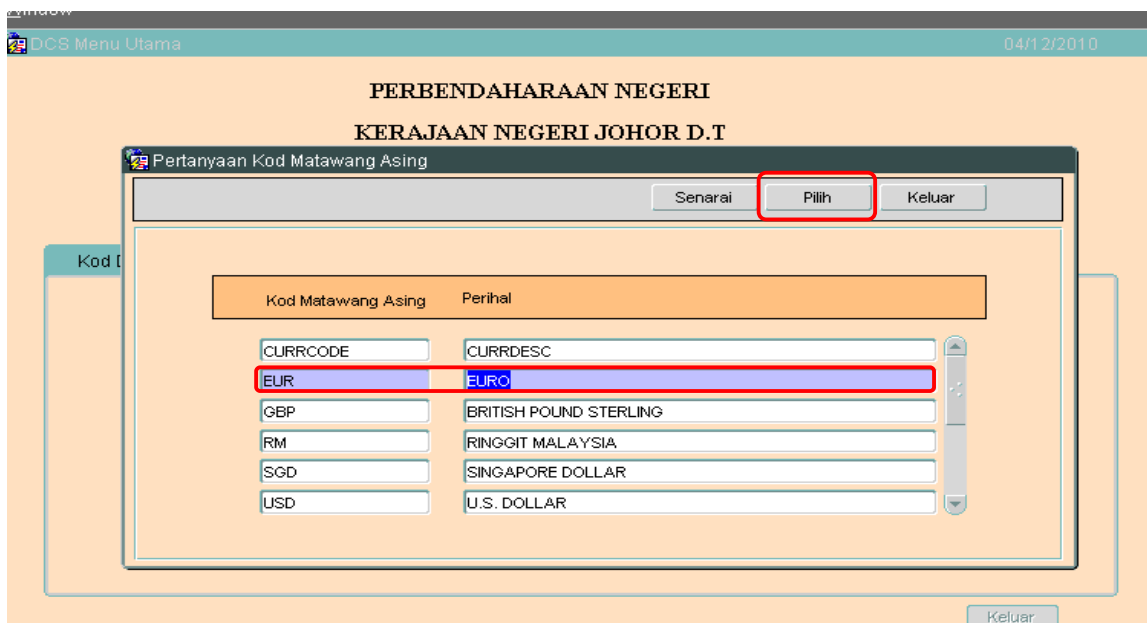 Window
DCS Menu Utama 04/12/2010
PERBENDAHARAAN NEGERI
KERAJAAN NEGERI JOHOR D.T
Pertanyaan Kod Matawang Asing
Senarai Pilih Keluar
Kod
Kod Matawang Asing Perihal
CURRCODE CURRDESC
EUR EURO
GBP BRITISH POUND STERLING
RM RINGGIT MALAYSIA
SGD SINGAPORE DOLLAR
USD U.S. DOLLAR
Keluar